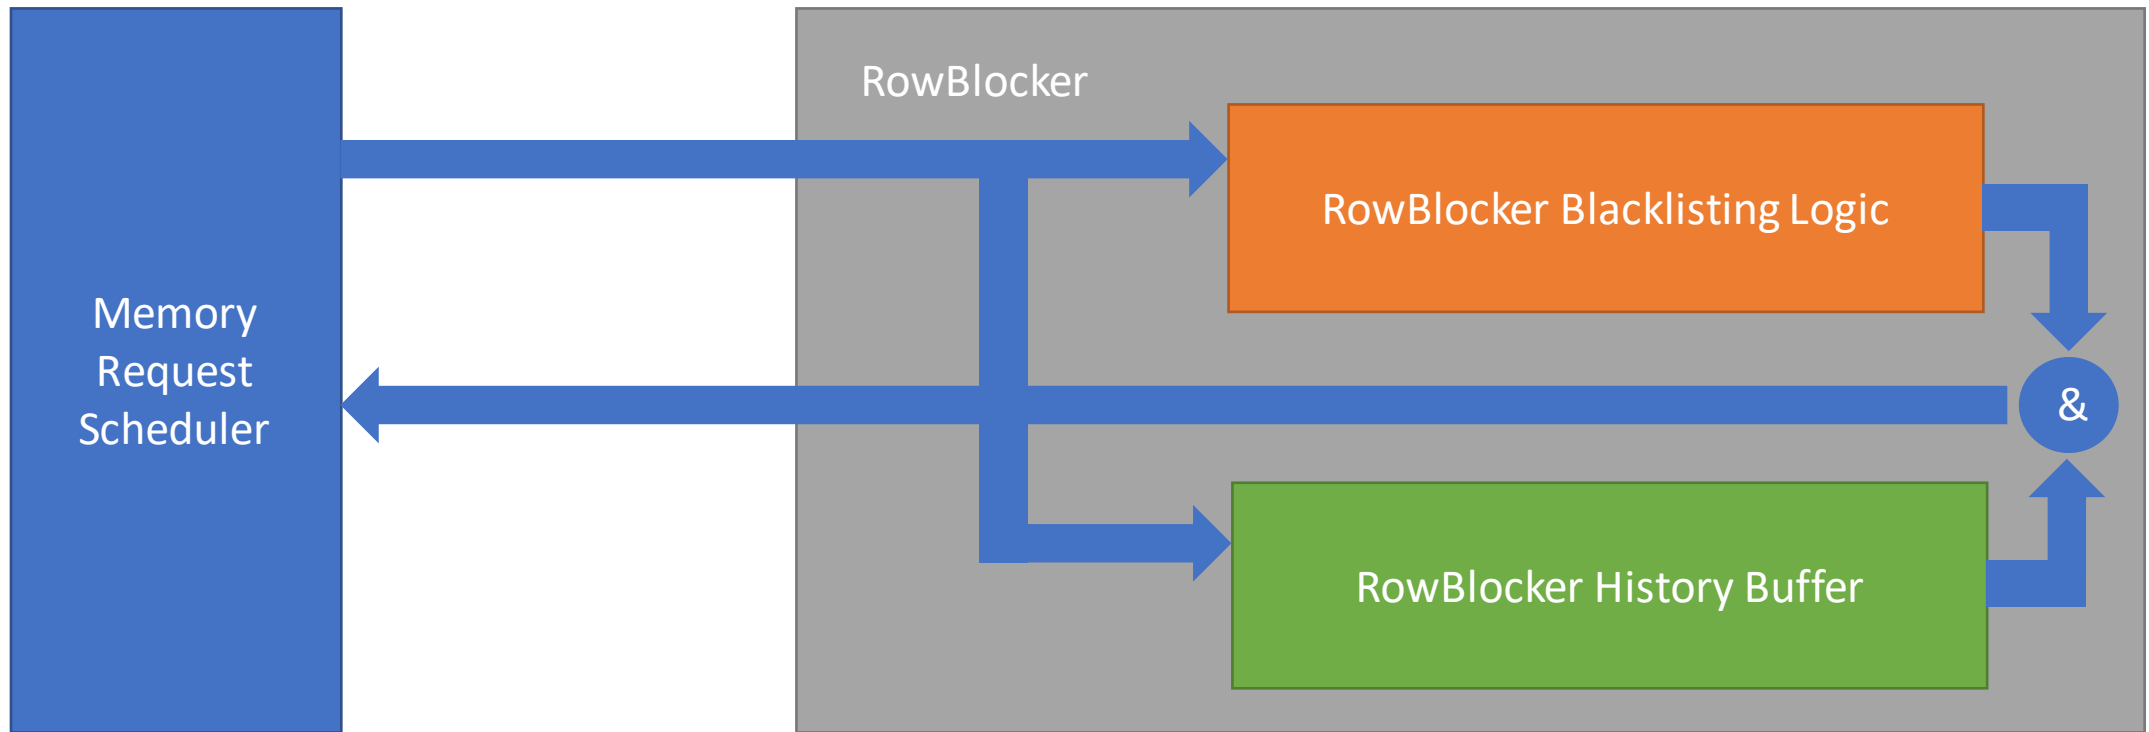 RowBlocker
RowBlocker Blacklisting Logic
Memory
Request
Scheduler
&
RowBlocker History Buffer